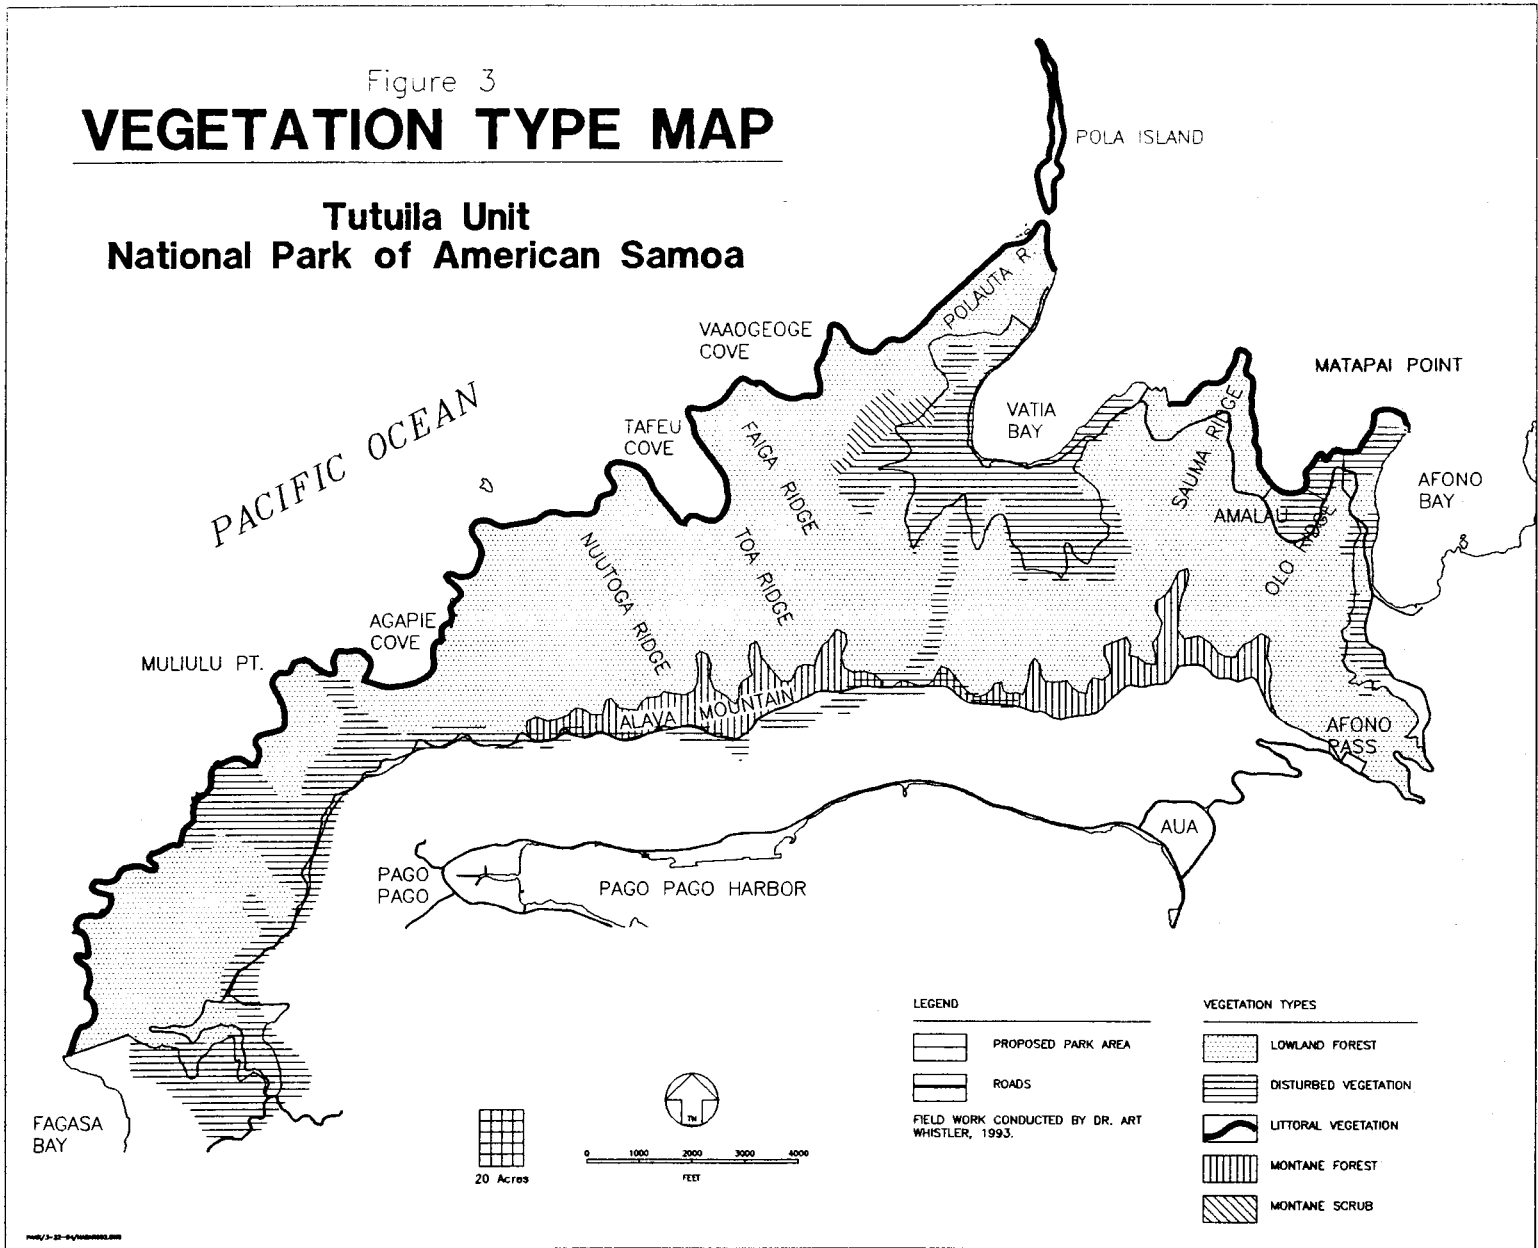 Figure 3
VEGETATION TYPE MAP
Tutuila Unit
National Park of American Samoa
POLA ISLAND
POLAUTA R.
VAAOGEOGE
COVE
MATAPAI POINT
PACIFIC OCEAN
TAFEU
COVE
FAIGA RIDGE
VATIA
BAY
SAUMA RIDGE
AFONO
BAY
AMALAU
OLO RIDGE
NUUTOGA RIDGE
TOA RIDGE
AGAPIE
COVE
MULIULU PT.
ALAVA MOUNTAIN
AFONO
PASS
AUA
PAGO
PAGO
PAGO PAGO HARBOR
FAGASA
BAY
20 Acres
TN
0 1000 2000 3000 4000
FEET
LEGEND
PROPOSED PARK AREA
ROADS
FIELD WORK CONDUCTED BY DR. ART
WHISTLER, 1993.
VEGETATION TYPES
LOWLAND FOREST
DISTURBED VEGETATION
LITTORAL VEGETATION
MONTANE FOREST
MONTANE SCRUB